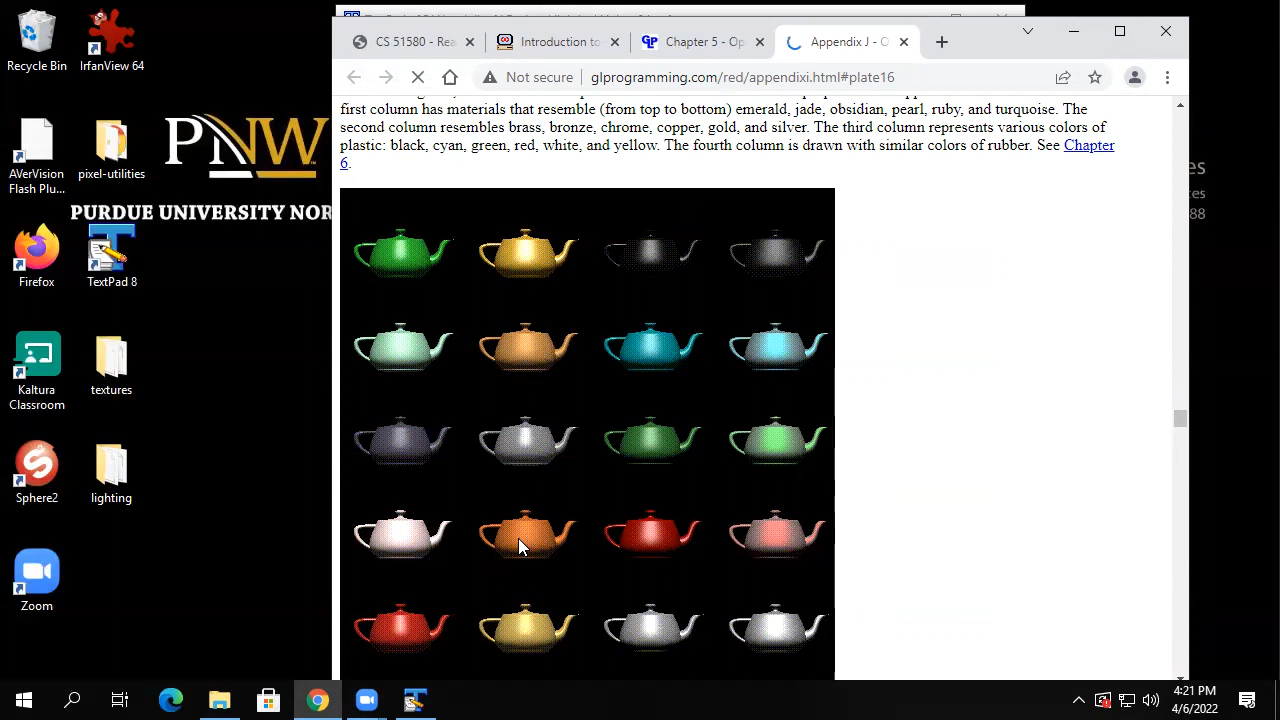 Recycle Bin
IrfanView 64
AVerVision
Flash Plu...
pixel-utilities
PNW
PURDUE UNIVERSITY NOR
Firefox
TextPad 8
Kaltura
Classroom
textures
Sphere2
lighting
Zoom
CS 51580 - Rea
Introduction to
Chapter 5 - Op
Appendix J - O
Not secure
glprogramming.com/red/appendixi.html#plate16
first column has materials that resemble (from top to bottom) emerald, jade, obsidian, pearl, ruby, and turquoise. The
second column resembles brass, bronze, chrome, copper, gold, and silver. The third column represents various colors of
plastic: black, cyan, green, red, white, and yellow. The fourth column is drawn with similar colors of rubber. See Chapter
6.
es
es
88
4:21 PM
4/6/2022